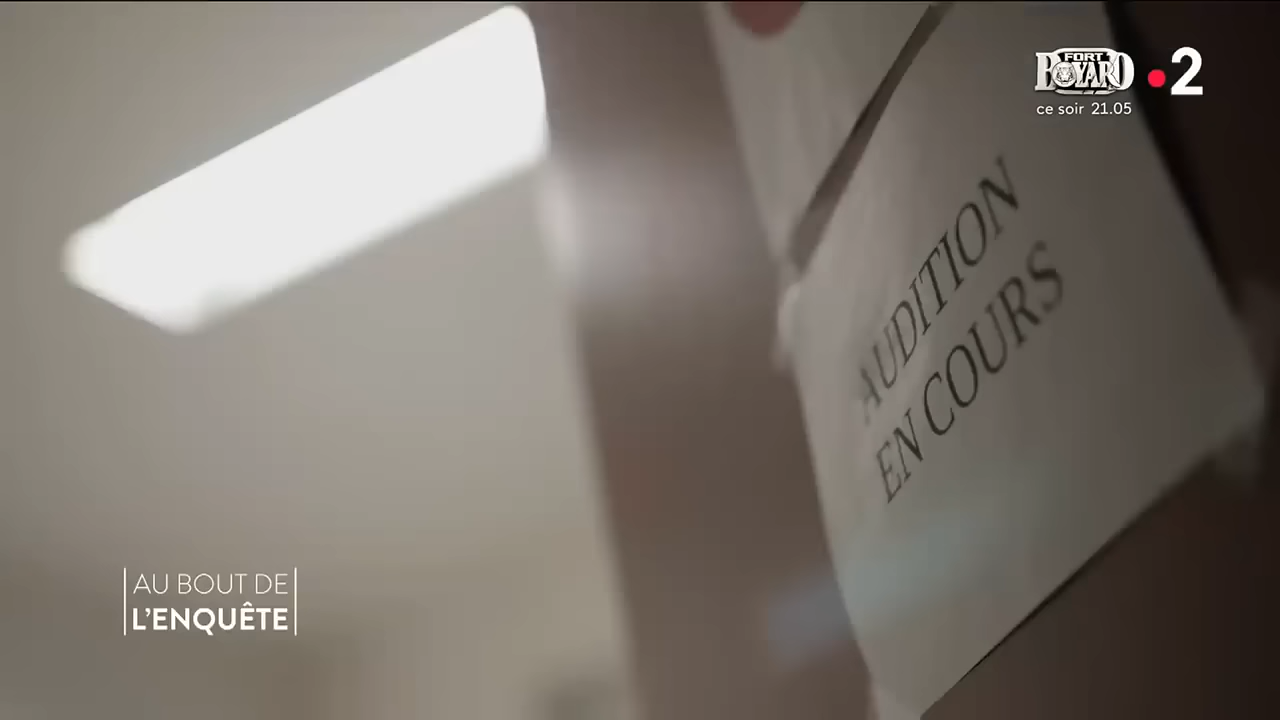 FORT
BOYARD
2
ce soir 21.05
AUDITION
EN COURS
AU BOUT DE
L'ENQUÊTE